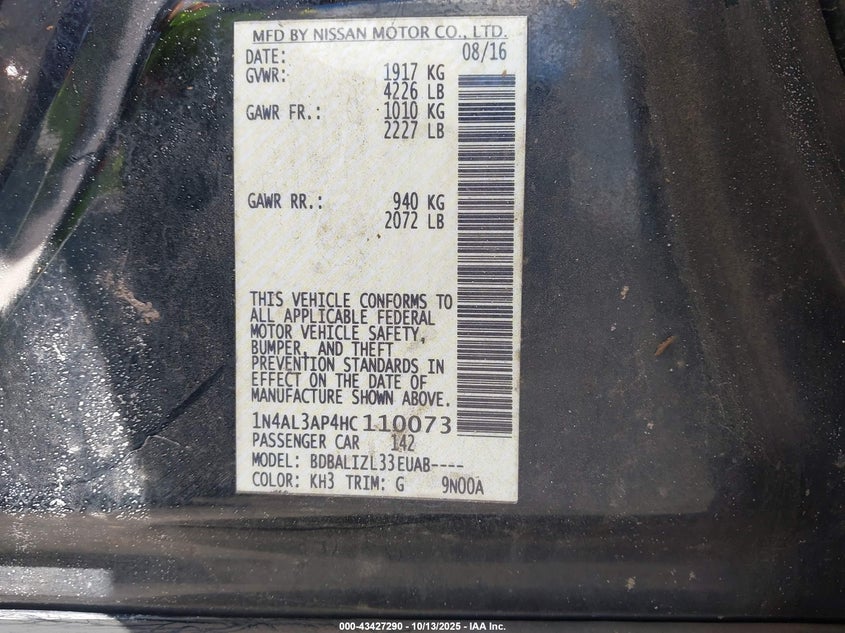 MFD BY NISSAN MOTOR CO., LTD.
DATE: 08/16
GVWR: 1917 KG
4226 LB
GAWR FR.: 1010 KG
2227 LB
GAWR RR.: 940 KG
2072 LB
THIS VEHICLE CONFORMS TO
ALL APPLICABLE FEDERAL
MOTOR VEHICLE SAFETY,
BUMPER, AND THEFT
PREVENTION STANDARDS IN
EFFECT ON THE DATE OF
MANUFACTURE SHOWN ABOVE.
1N4AL3AP4HC110073
PASSENGER CAR 142
MODEL: BDBALIZL33EUAB----
COLOR: KH3 TRIM: G 9N00A
000-43427290 - 10/13/2025 - IAA Inc.